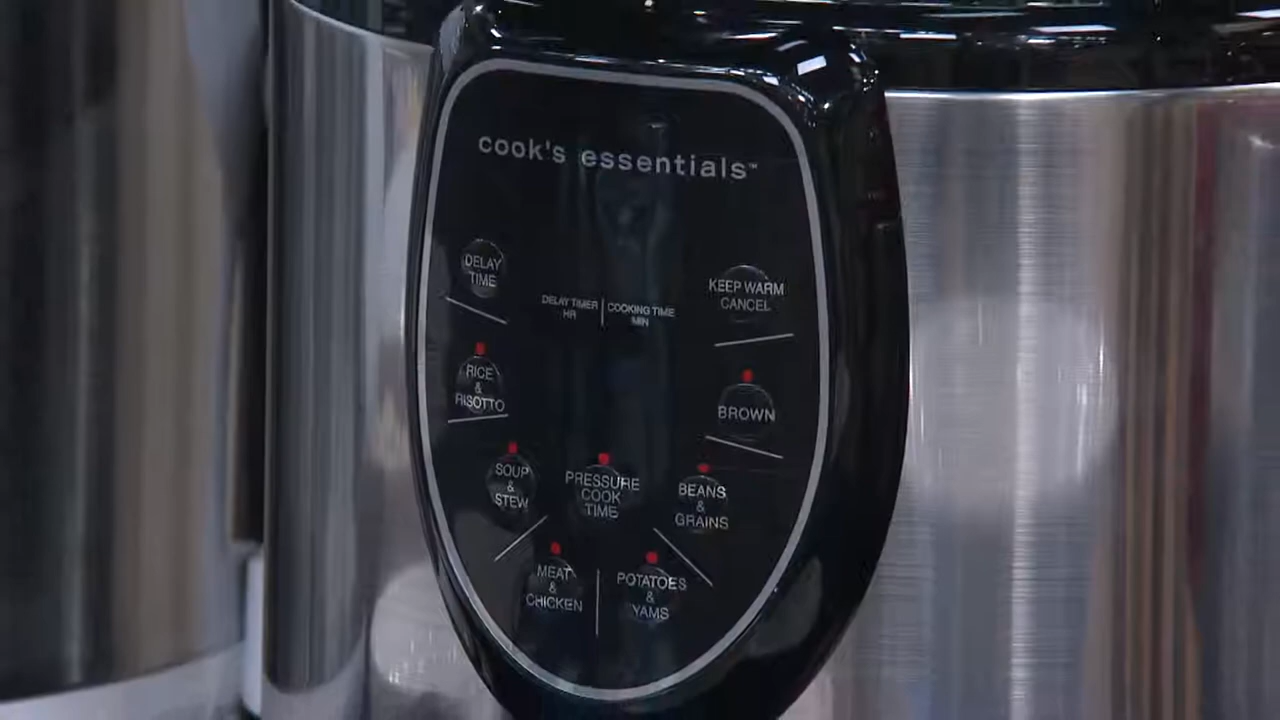 cook's essentials™
DELAY
TIME
DELAY TIMER
HR
COOKING TIME
MIN
KEEP WARM
CANCEL
RICE
&
RISOTTO
BROWN
SOUP
&
STEW
PRESSURE
COOK
TIME
BEANS
&
GRAINS
MEAT
&
CHICKEN
POTATOES
&
YAMS